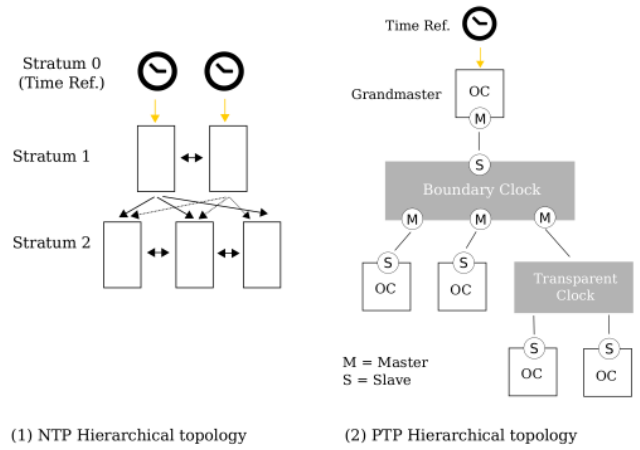 Stratum 0
(Time Ref.)
Stratum 1
Stratum 2
(1) NTP Hierarchical topology
Time Ref.
Grandmaster
OC
M
S
Boundary Clock
M
M
M
S
OC
S
OC
Transparent
Clock
S
OC
S
OC
M = Master
S = Slave
(2) PTP Hierarchical topology